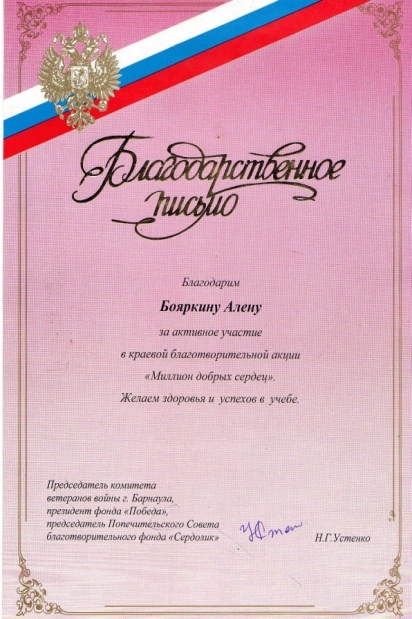 Благодарственное
письмо
Благодарим
Бояркину Алену
за активное участие
в краевой благотворительной акции
«Миллион добрых сердец».
Желаем здоровья и успехов в учебе.
Председатель комитета
ветеранов войны г. Барнаула,
президент фонда «Победа»,
председатель Попечительского Совета
благотворительного фонда «Сердолик»
Н.Г.Устенко